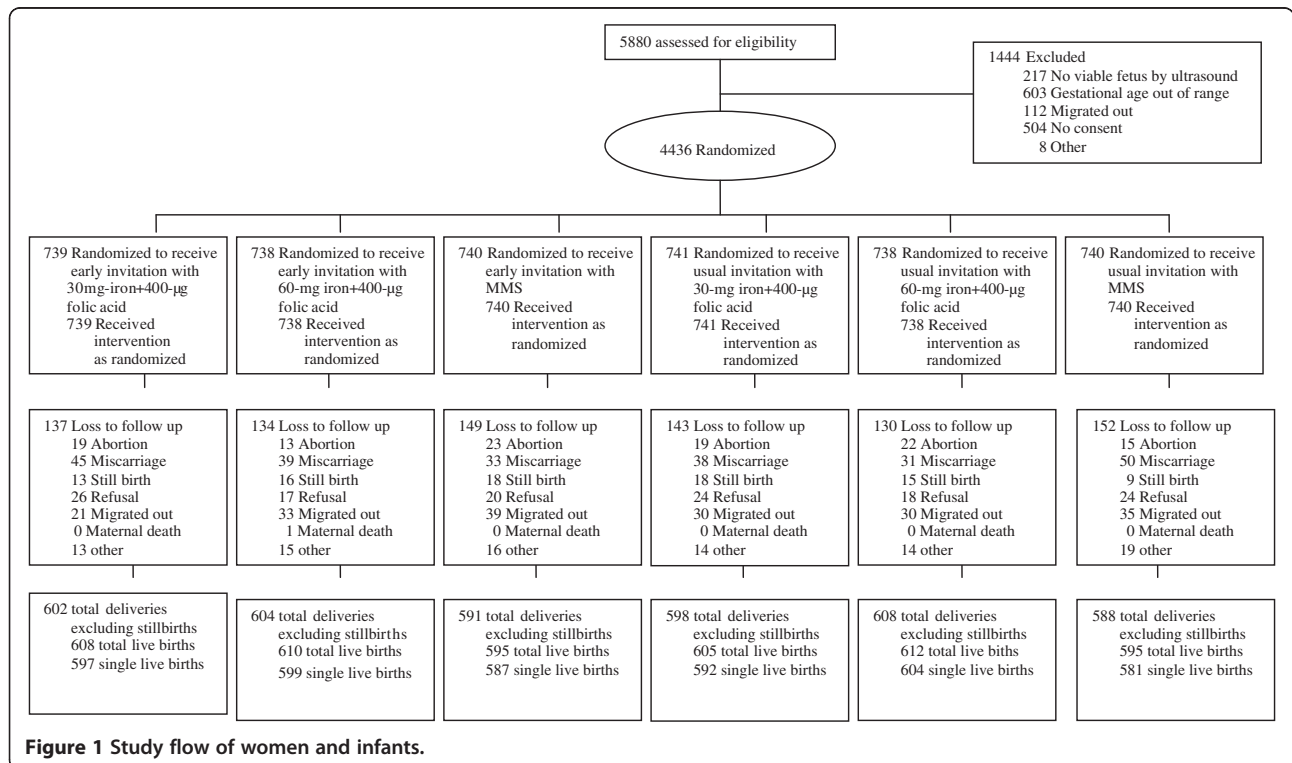 5880 assessed for eligibility
1444 Excluded
217 No viable fetus by ultrasound
603 Gestational age out of range
112 Migrated out
504 No consent
8 Other
4436 Randomized
739 Randomized to receive
early invitation with
30mg-iron+400-µg
folic acid
739 Received
intervention
as randomized
738 Randomized to receive
early invitation with
60-mg iron+400-µg
folic acid
738 Received
intervention as
randomized
740 Randomized to receive
early invitation with
MMS
740 Received
intervention as
randomized
741 Randomized to receive
usual invitation with
30-mg iron+400-µg
folic acid
741 Received
intervention as
randomized
738 Randomized to receive
usual invitation with
60-mg iron+400-µg
folic acid
738 Received
intervention as
randomized
740 Randomized to receive
usual invitation with
MMS
740 Received
intervention as
randomized
137 Loss to follow up
19 Abortion
45 Miscarriage
13 Still birth
26 Refusal
21 Migrated out
0 Maternal death
13 other
134 Loss to follow up
13 Abortion
39 Miscarriage
16 Still birth
17 Refusal
33 Migrated out
1 Maternal death
15 other
149 Loss to follow up
23 Abortion
33 Miscarriage
18 Still birth
20 Refusal
39 Migrated out
0 Maternal death
16 other
143 Loss to follow up
19 Abortion
38 Miscarriage
18 Still birth
24 Refusal
30 Migrated out
0 Maternal death
14 other
130 Loss to follow up
22 Abortion
31 Miscarriage
15 Still birth
18 Refusal
30 Migrated out
0 Maternal death
14 other
152 Loss to follow up
15 Abortion
50 Miscarriage
9 Still birth
24 Refusal
35 Migrated out
0 Maternal death
19 other
602 total deliveries
excluding stillbirths
608 total live births
597 single live births
604 total deliveries
excluding stillbirths
610 total live births
599 single live births
591 total deliveries
excluding stillbirths
595 total live births
587 single live births
598 total deliveries
excluding stillbirths
605 total live births
592 single live births
608 total deliveries
excluding stillbirths
612 total live biths
604 single live births
588 total deliveries
excluding stillbirths
595 total live births
581 single live births
Figure 1 Study flow of women and infants.